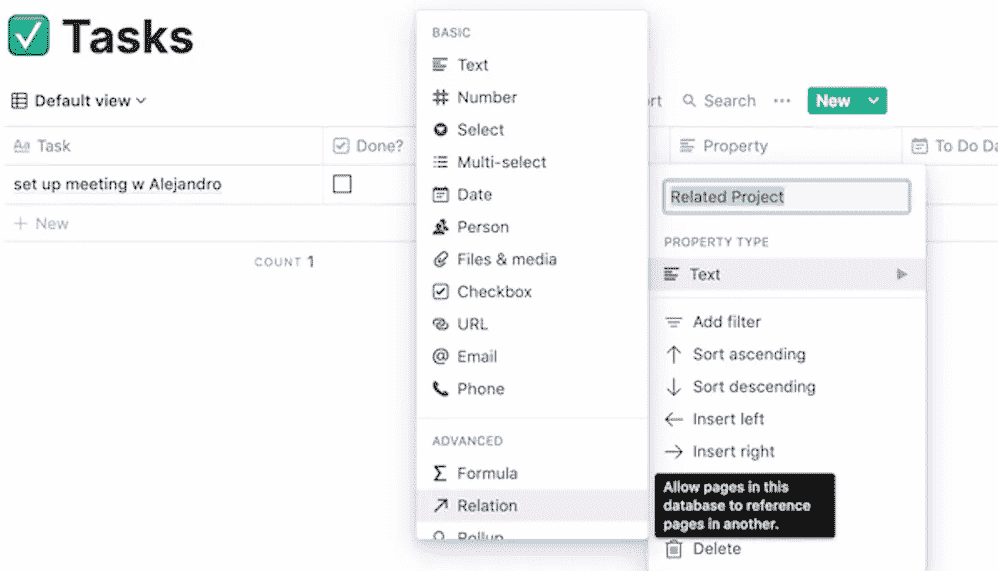 Tasks
Default view
rt
Search
New
Aa Task
Done?
Property
To Do Da
set up meeting w Alejandro
+ New
COUNT 1
BASIC
Text
Number
Select
Multi-select
Date
Person
Files & media
Checkbox
URL
Email
Phone
ADVANCED
Formula
Relation
Rollup
Related Project
PROPERTY TYPE
Text
Add filter
Sort ascending
Sort descending
Insert left
Insert right
Allow pages in this
database to reference
pages in another.
Delete